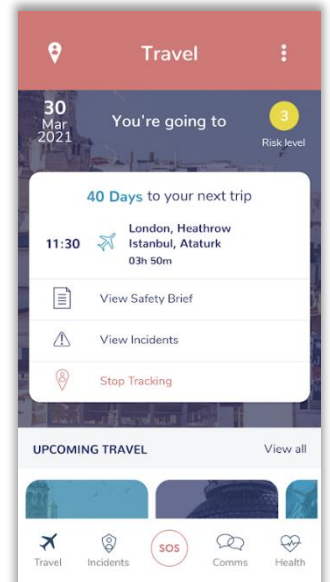 Travel
30
Mar
2021
You're going to
3
Risk level
40 Days to your next trip
11:30
London, Heathrow
Istanbul, Ataturk
03h 50m
View Safety Brief
View Incidents
Stop Tracking
UPCOMING TRAVEL
View all
Travel
Incidents
SOS
Comms
Health